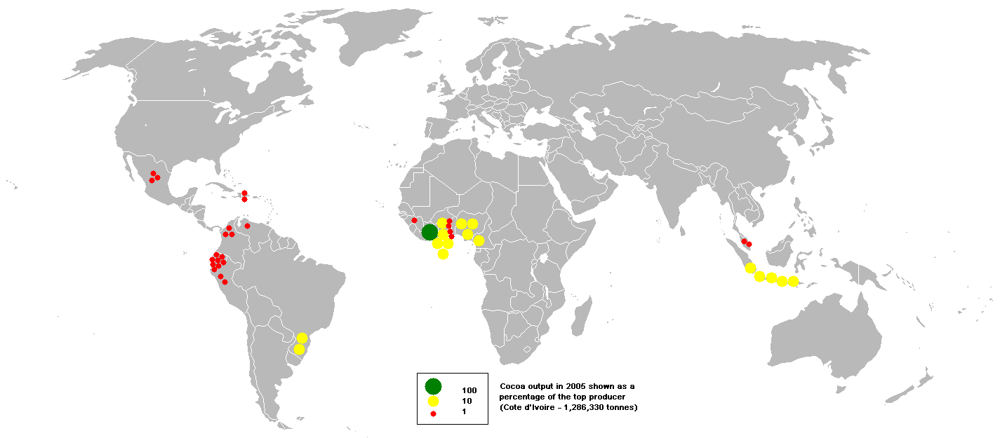 100
10
1
Cocoa output in 2005 shown as a
percentage of the top producer
(Cote d'Ivoire - 1,286,330 tonnes)